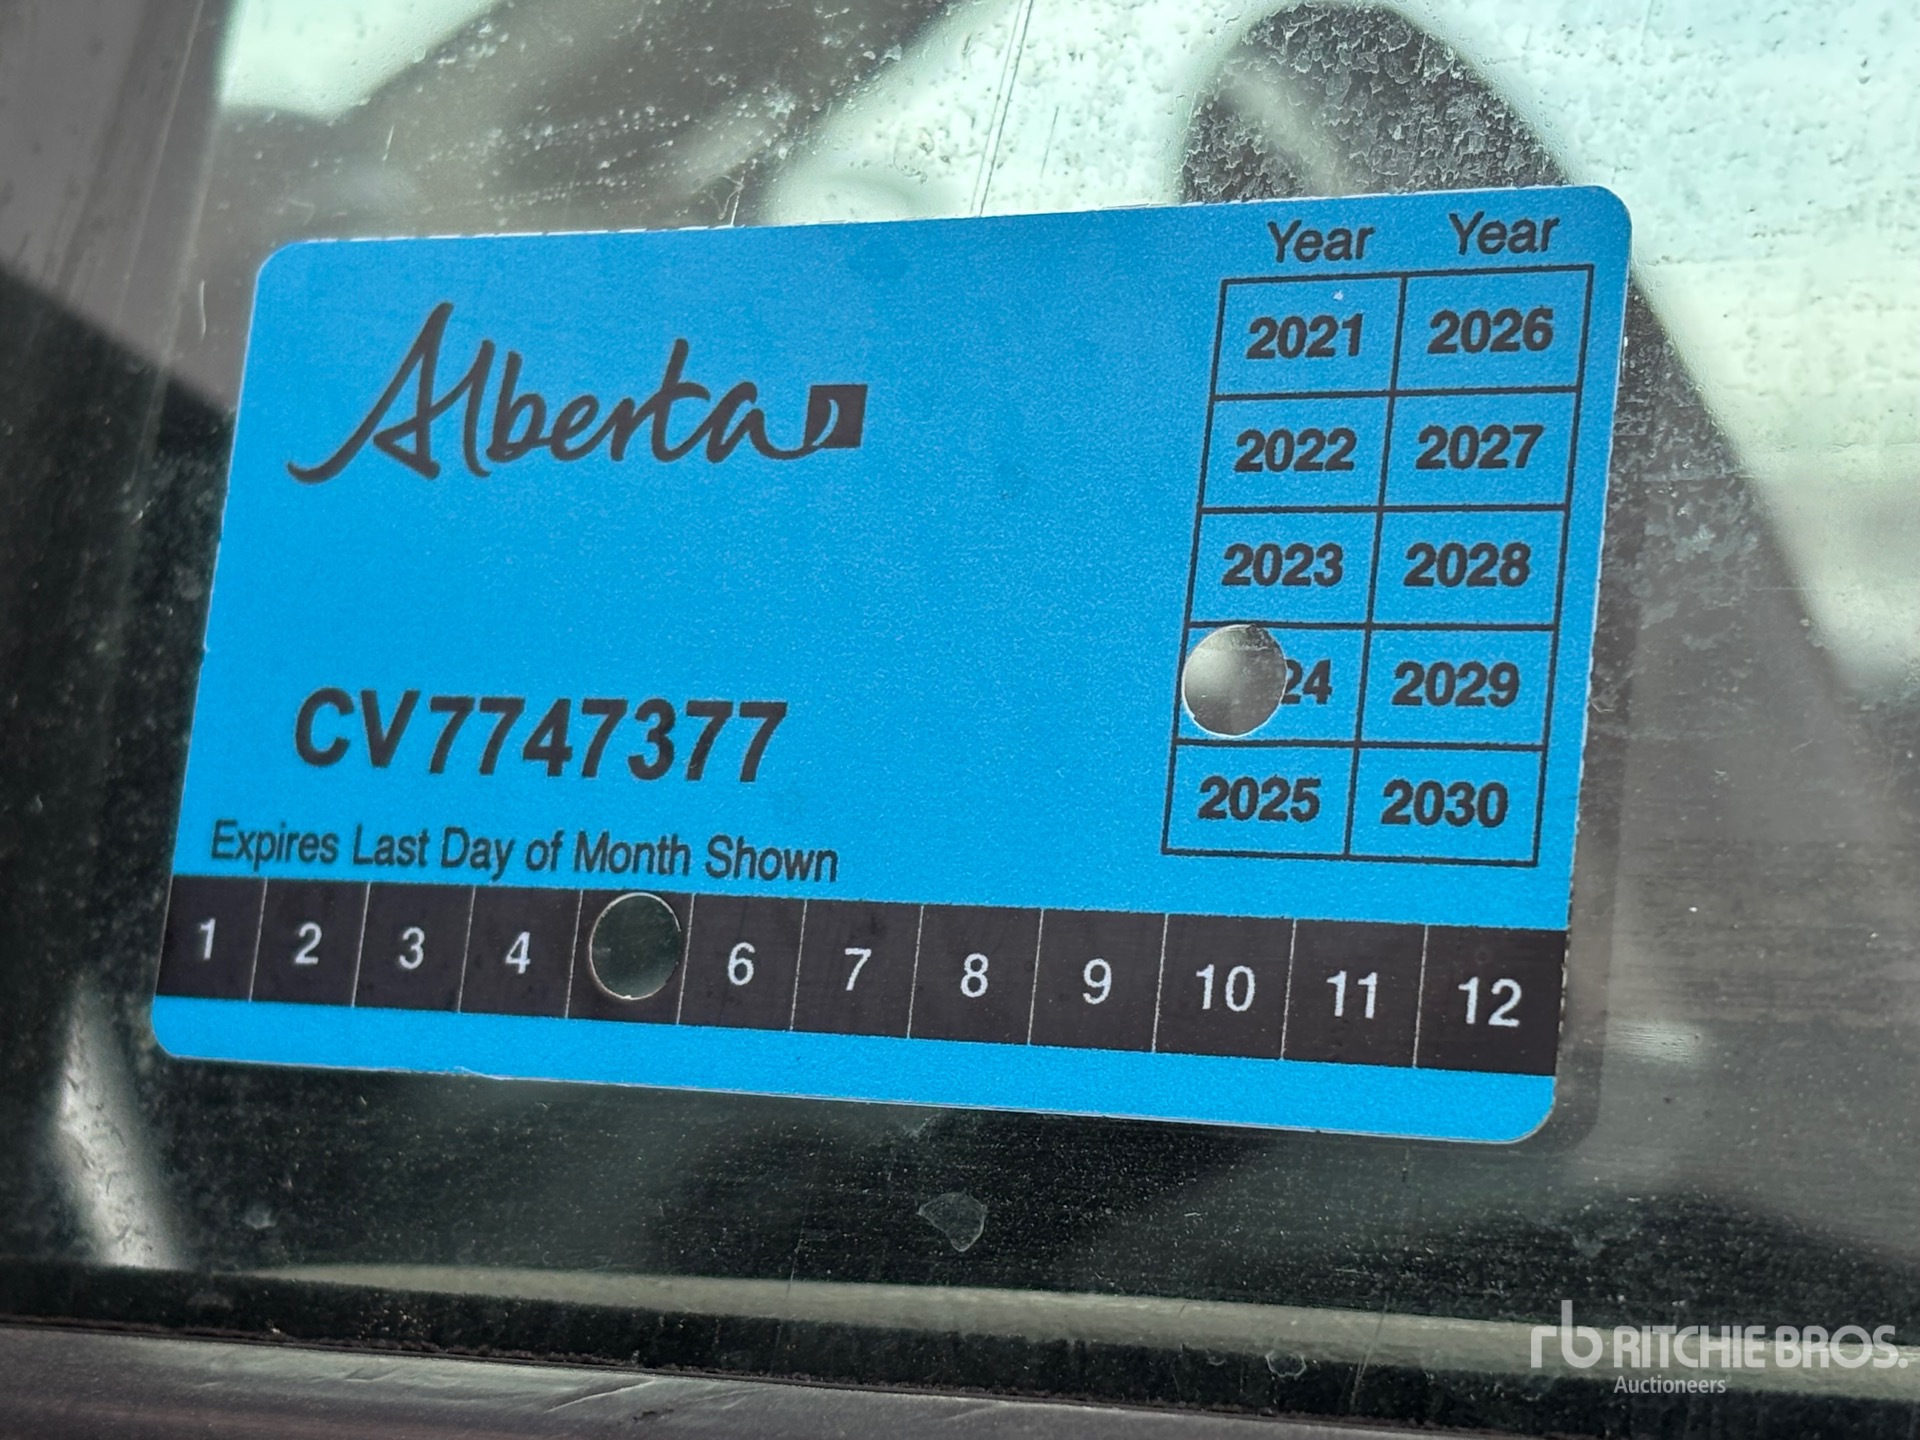 Alberta
Year Year
2021 2026
2022 2027
2023 2028
24 2029
2025 2030
CV7747377
Expires Last Day of Month Shown
1 2 3 4 6 7 8 9 10 11 12
rb RITCHIE BROS.
Auctioneers